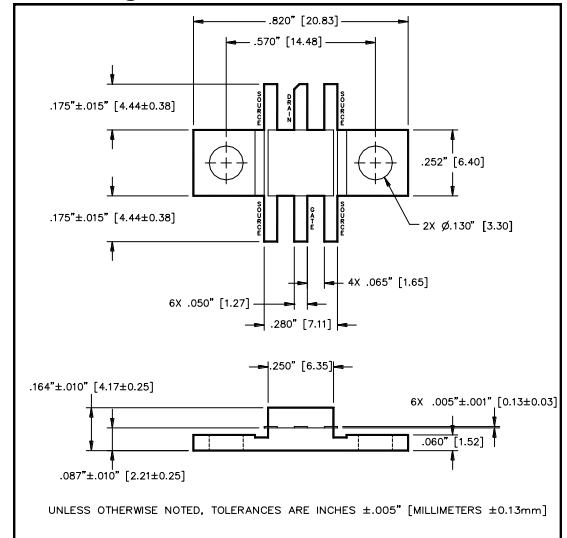 .820" [20.83]
.570" [14.48]
.175"±.015" [4.44±0.38]
SOURCE
DRAIN
SOURCE
.252" [6.40]
.175"±.015" [4.44±0.38]
SOURCE
GATE
SOURCE
2X Ø.130" [3.30]
4X .065" [1.65]
6X .050" [1.27]
.280" [7.11]
.250" [6.35]
.164"±.010" [4.17±0.25]
6X .005"±.001" [0.13±0.03]
.060" [1.52]
.087"±.010" [2.21±0.25]
UNLESS OTHERWISE NOTED, TOLERANCES ARE INCHES ±.005" [MILLIMETERS ±0.13mm]